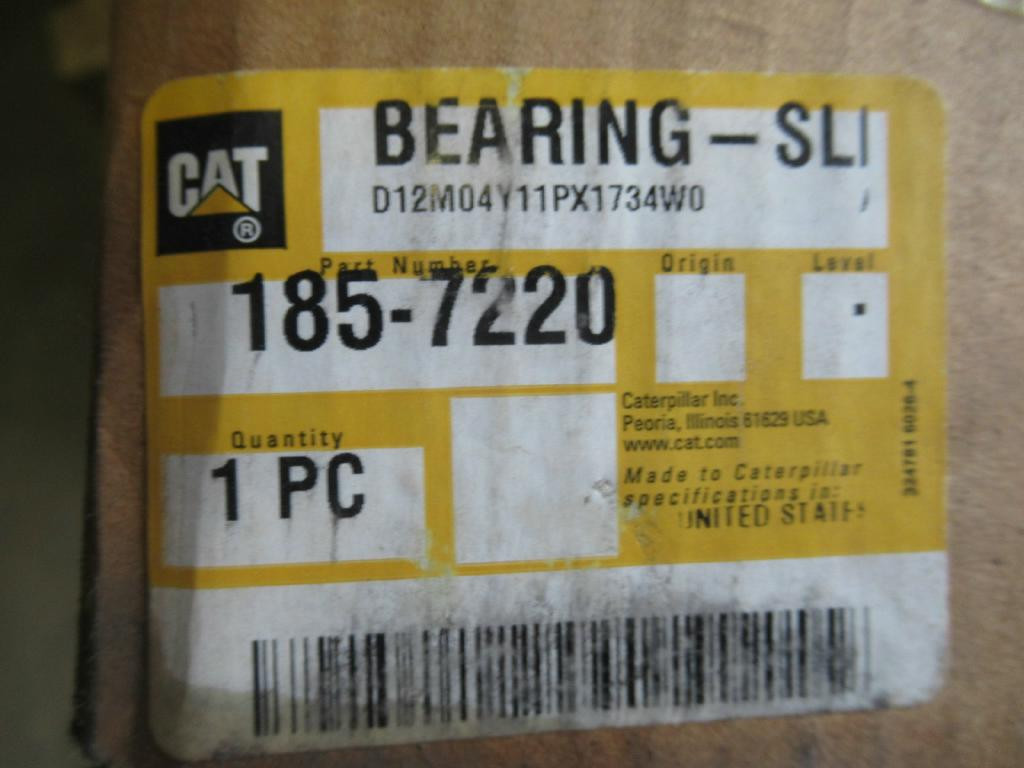 CAT
®
BEARING - SLI
D12M04Y11PX1734W0
Part Number
Origin
Level
185-7220
Quantity
1 PC
Caterpillar Inc.
Peoria, Illinois 61629 USA
www.cat.com
Made to Caterpillar
specifications in:
UNITED STATES